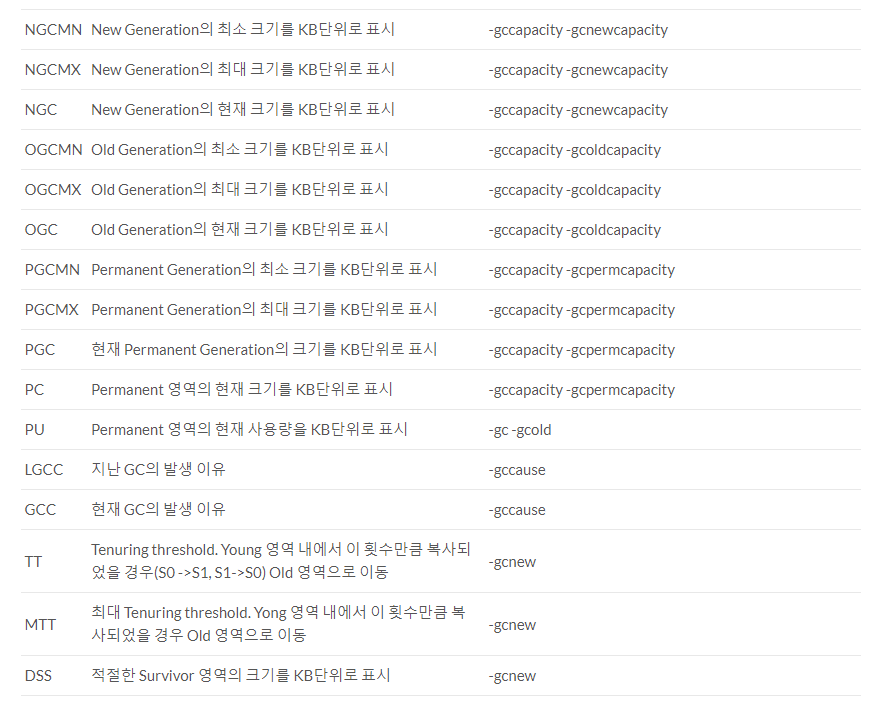 NGCMN New Generation의 최소 크기를 KB단위로 표시 -gccapacity -gcnewcapacity
NGCMX New Generation의 최대 크기를 KB단위로 표시 -gccapacity -gcnewcapacity
NGC New Generation의 현재 크기를 KB단위로 표시 -gccapacity -gcnewcapacity
OGCMN Old Generation의 최소 크기를 KB단위로 표시 -gccapacity -gcoldcapacity
OGCMX Old Generation의 최대 크기를 KB단위로 표시 -gccapacity -gcoldcapacity
OGC Old Generation의 현재 크기를 KB단위로 표시 -gccapacity -gcoldcapacity
PGCMN Permanent Generation의 최소 크기를 KB단위로 표시 -gccapacity -gcpermcapacity
PGCMX Permanent Generation의 최대 크기를 KB단위로 표시 -gccapacity -gcpermcapacity
PGC 현재 Permanent Generation의 크기를 KB단위로 표시 -gccapacity -gcpermcapacity
PC Permanent 영역의 현재 크기를 KB단위로 표시 -gccapacity -gcpermcapacity
PU Permanent 영역의 현재 사용량을 KB단위로 표시 -gc -gcold
LGCC 지난 GC의 발생 이유 -gccause
GCC 현재 GC의 발생 이유 -gccause
TT Tenuring threshold. Young 영역 내에서 이 횟수만큼 복사되
었을 경우(S0 ->S1, S1->S0) Old 영역으로 이동 -gcnew
MTT 최대 Tenuring threshold. Yong 영역 내에서 이 횟수만큼 복
사되었을 경우 Old 영역으로 이동 -gcnew
DSS 적절한 Survivor 영역의 크기를 KB단위로 표시 -gcnew